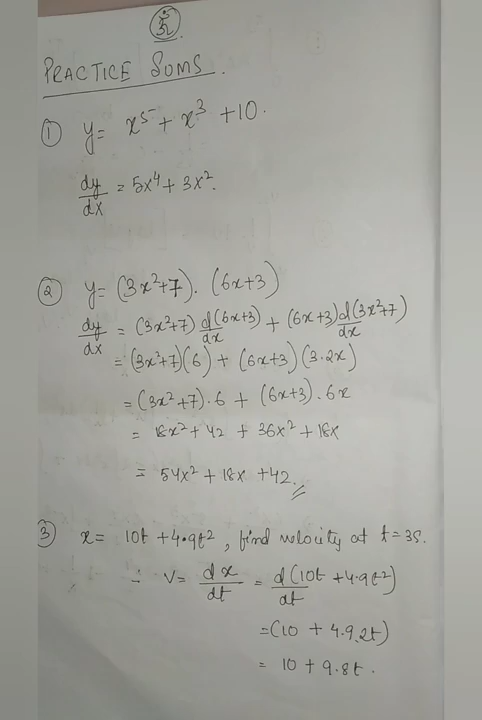 PRACTICE SUMS.
① y = x⁵ + x³ + 10.
dy/dx = 5x⁴ + 3x².
② y = (3x²+7). (6x+3)
dy/dx = (3x²+7) d(6x+3)/dx + (6x+3) d(3x²+7)/dx
= (3x²+7)(6) + (6x+3)(3.2x)
= (3x²+7).6 + (6x+3).6x
= 18x² + 42 + 36x² + 18x
= 54x² + 18x + 42.
③ x = 10t + 4.9t², find velocity at t = 3s.
∴ V = dx/dt = d(10t + 4.9t²)/dt
= (10 + 4.9.2t)
= 10 + 9.8t.